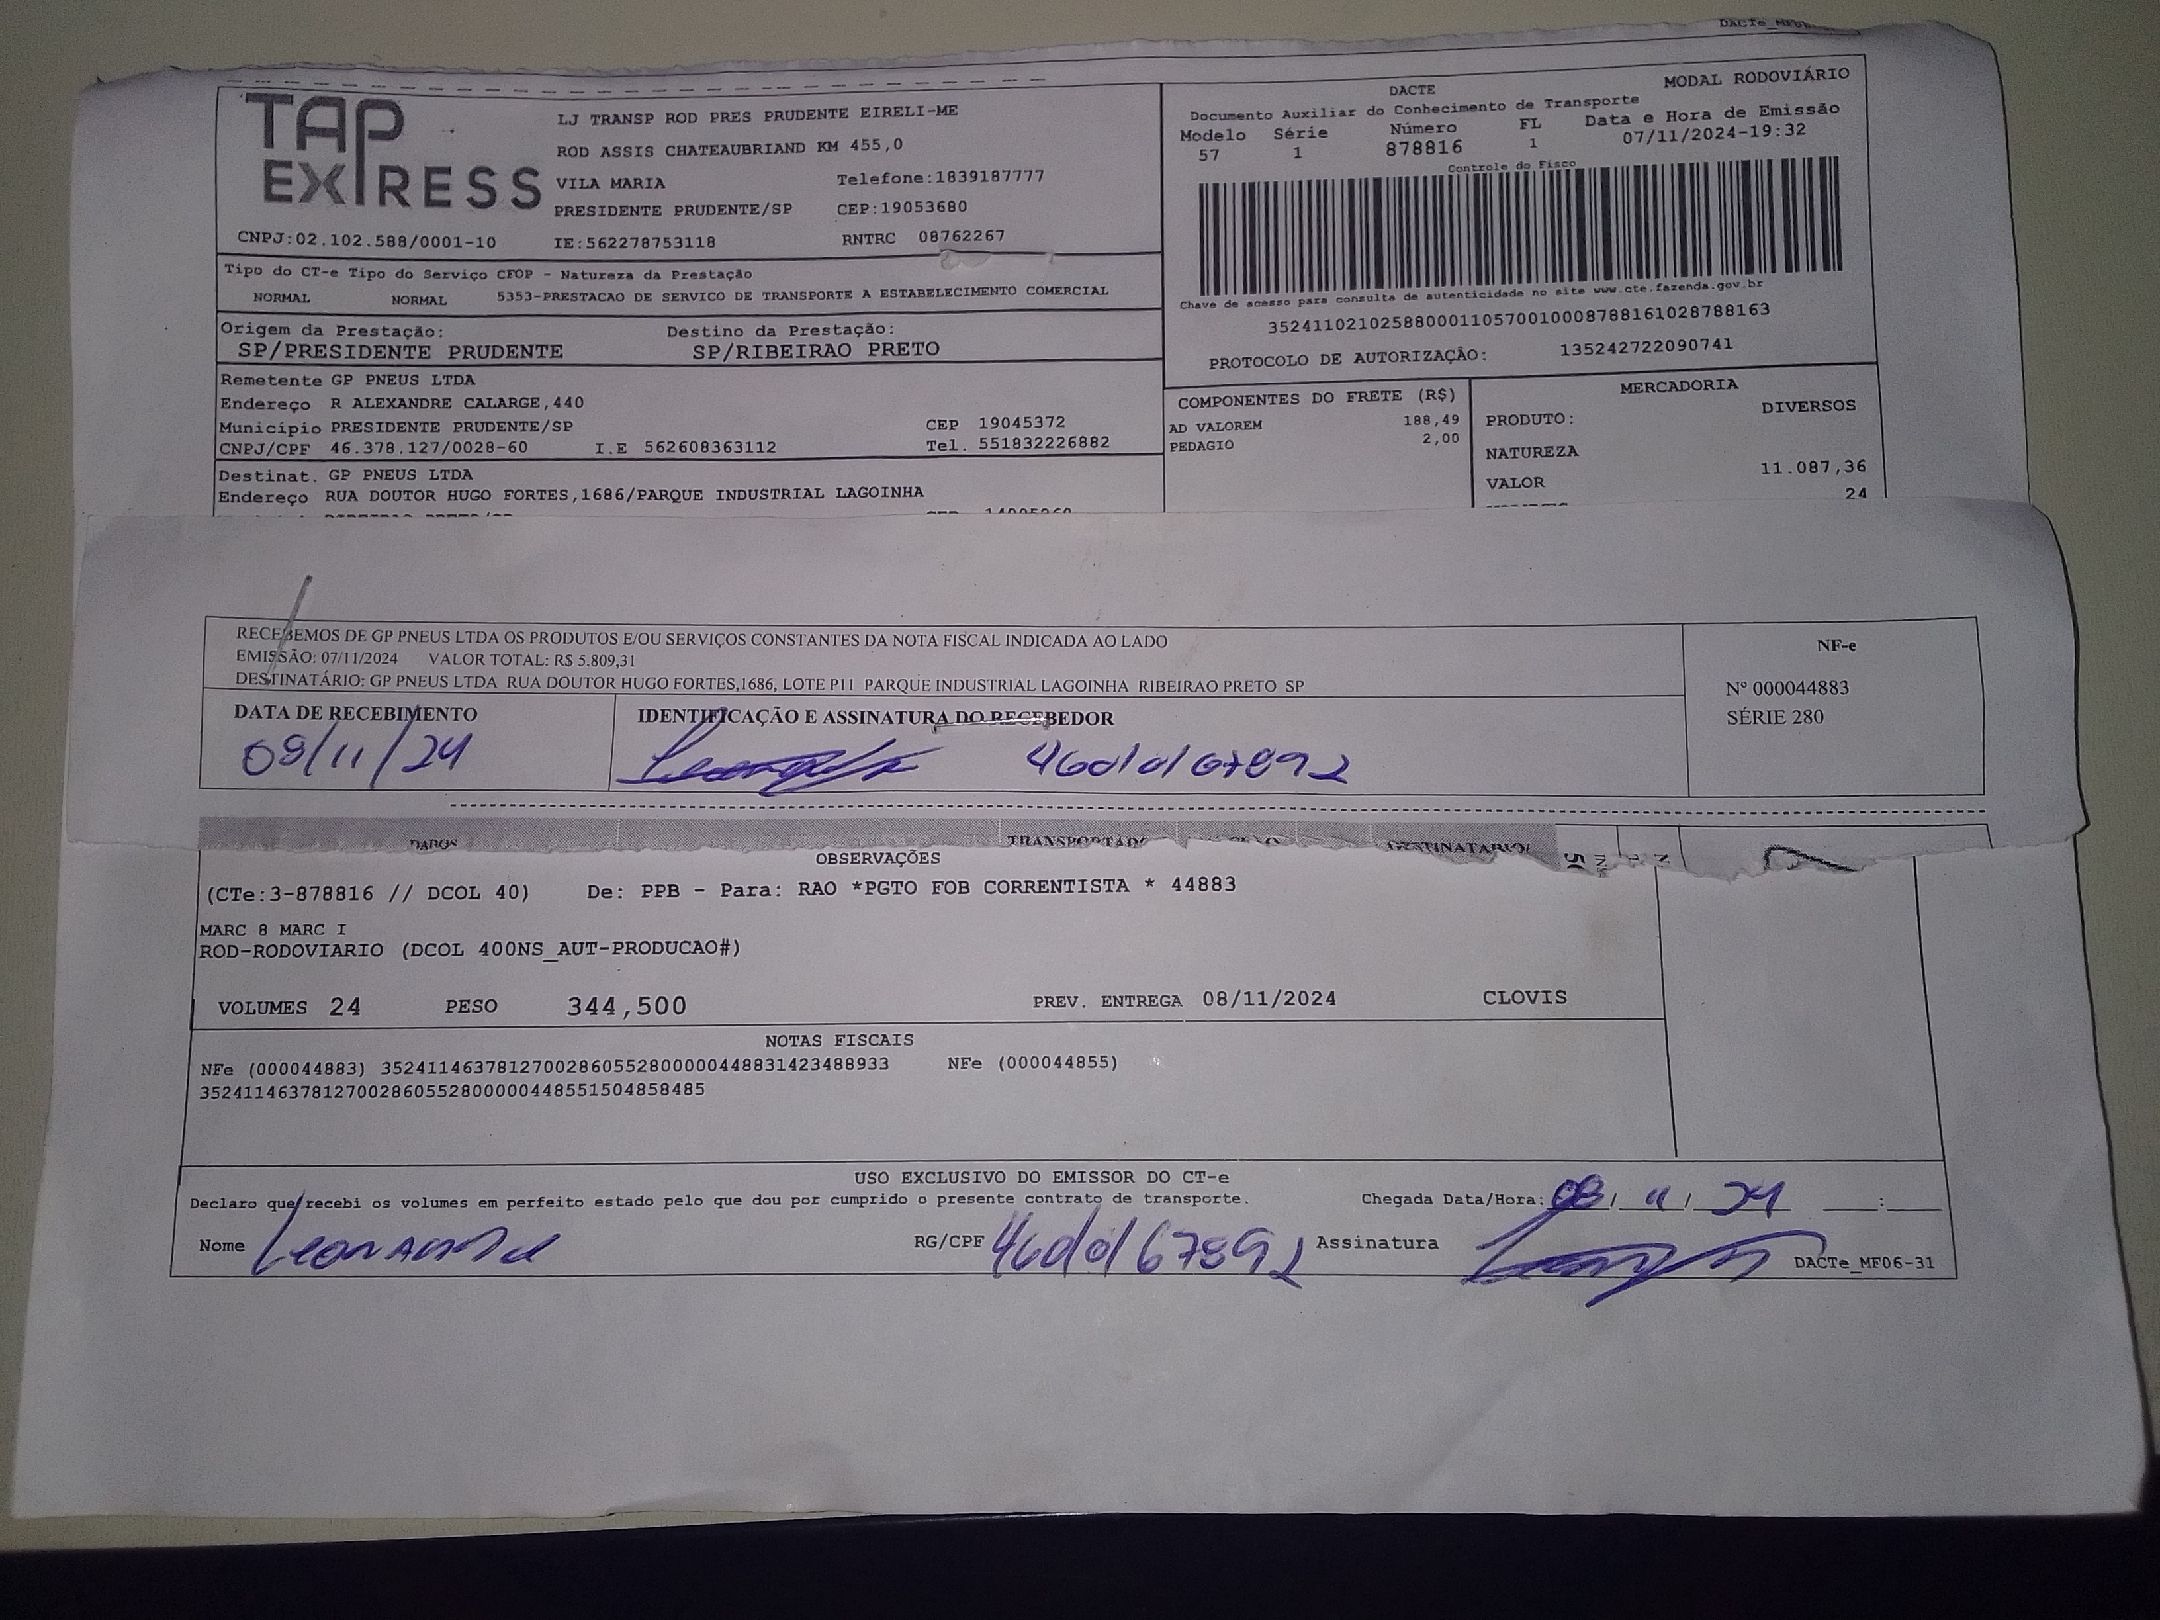 DACTe_MF06
TAP EXPRESS
LJ TRANSP ROD PRES PRUDENTE EIRELI-ME
ROD ASSIS CHATEAUBRIAND KM 455,0
VILA MARIA Telefone:1839187777
PRESIDENTE PRUDENTE/SP CEP:19053680
CNPJ:02.102.588/0001-10 IE:562278753118 RNTRC 08762267
DACTE MODAL RODOVIÁRIO
Documento Auxiliar do Conhecimento de Transporte
Modelo Série Número FL Data e Hora de Emissão
57 1 878816 1 07/11/2024-19:32
Controle do Fisco
Chave de acesso para consulta de autenticidade no site www.cte.fazenda.gov.br
35241102102588000110570010008788161028788163
PROTOCOLO DE AUTORIZAÇÃO: 135242722090741
Tipo do CT-e Tipo do Serviço CFOP - Natureza da Prestação
NORMAL NORMAL 5353-PRESTACAO DE SERVICO DE TRANSPORTE A ESTABELECIMENTO COMERCIAL
Origem da Prestação: Destino da Prestação:
SP/PRESIDENTE PRUDENTE SP/RIBEIRAO PRETO
Remetente GP PNEUS LTDA
Endereço R ALEXANDRE CALARGE,440
Município PRESIDENTE PRUDENTE/SP CEP 19045372
CNPJ/CPF 46.378.127/0028-60 I.E 562608363112 Tel. 551832226882
Destinat. GP PNEUS LTDA
Endereço RUA DOUTOR HUGO FORTES,1686/PARQUE INDUSTRIAL LAGOINHA
COMPONENTES DO FRETE (R$)
AD VALOREM 188,49
PEDAGIO 2,00
MERCADORIA
PRODUTO: DIVERSOS
NATUREZA
VALOR 11.087,36
24
RECEBEMOS DE GP PNEUS LTDA OS PRODUTOS E/OU SERVIÇOS CONSTANTES DA NOTA FISCAL INDICADA AO LADO
EMISSÃO: 07/11/2024 VALOR TOTAL: R$ 5.809,31
DESTINATÁRIO: GP PNEUS LTDA RUA DOUTOR HUGO FORTES,1686, LOTE P11 PARQUE INDUSTRIAL LAGOINHA RIBEIRAO PRETO SP
NF-e
Nº 000044883
SÉRIE 280
DATA DE RECEBIMENTO IDENTIFICAÇÃO E ASSINATURA DO RECEBEDOR
08/11/24
DADOS
OBSERVAÇÕES
(CTe:3-878816 // DCOL 40) De: PPB - Para: RAO *PGTO FOB CORRENTISTA * 44883
MARC 8 MARC I
ROD-RODOVIARIO (DCOL 400NS_AUT-PRODUCAO#)
VOLUMES 24 PESO 344,500 PREV. ENTREGA 08/11/2024 CLOVIS
NOTAS FISCAIS
NFe (000044883) 35241146378127002860552800000448831423488933 NFe (000044855)
35241146378127002860552800000448551504858485
USO EXCLUSIVO DO EMISSOR DO CT-e
Declaro que recebi os volumes em perfeito estado pelo que dou por cumprido o presente contrato de transporte. Chegada Data/Hora: 08/11/24 :
Nome RG/CPF Assinatura DACTe_MF06-31